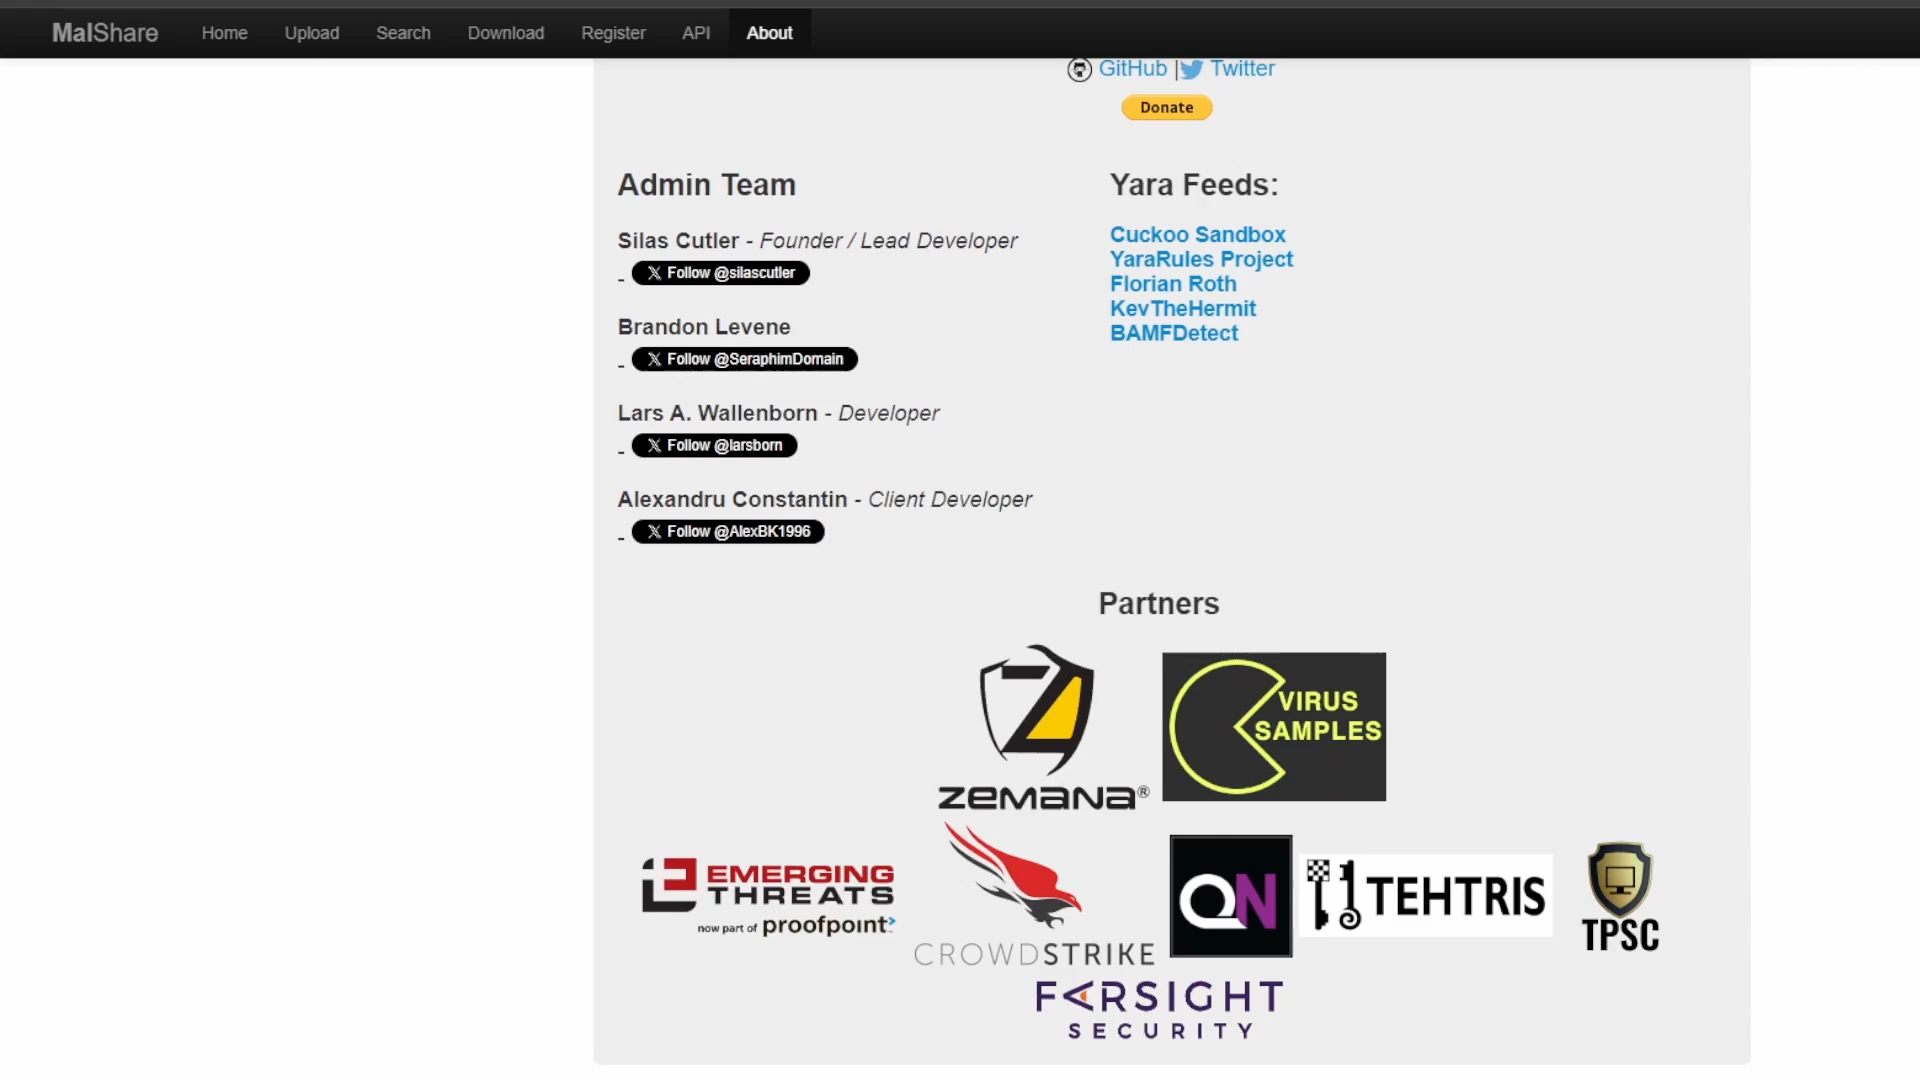 MalShare Home Upload Search Download Register API About
GitHub | Twitter
Donate
Admin Team
Silas Cutler - Founder / Lead Developer
- X Follow @silascutler
Brandon Levene
- X Follow @SeraphimDomain
Lars A. Wallenborn - Developer
- X Follow @larsborn
Alexandru Constantin - Client Developer
- X Follow @AlexBK1996
Yara Feeds:
Cuckoo Sandbox
YaraRules Project
Florian Roth
KevTheHermit
BAMFDetect
Partners
ZEMANA®
VIRUS
SAMPLES
EMERGING
THREATS
now part of proofpoint
CROWDSTRIKE
QN
TEHTRIS
TPSC
FARSIGHT
SECURITY